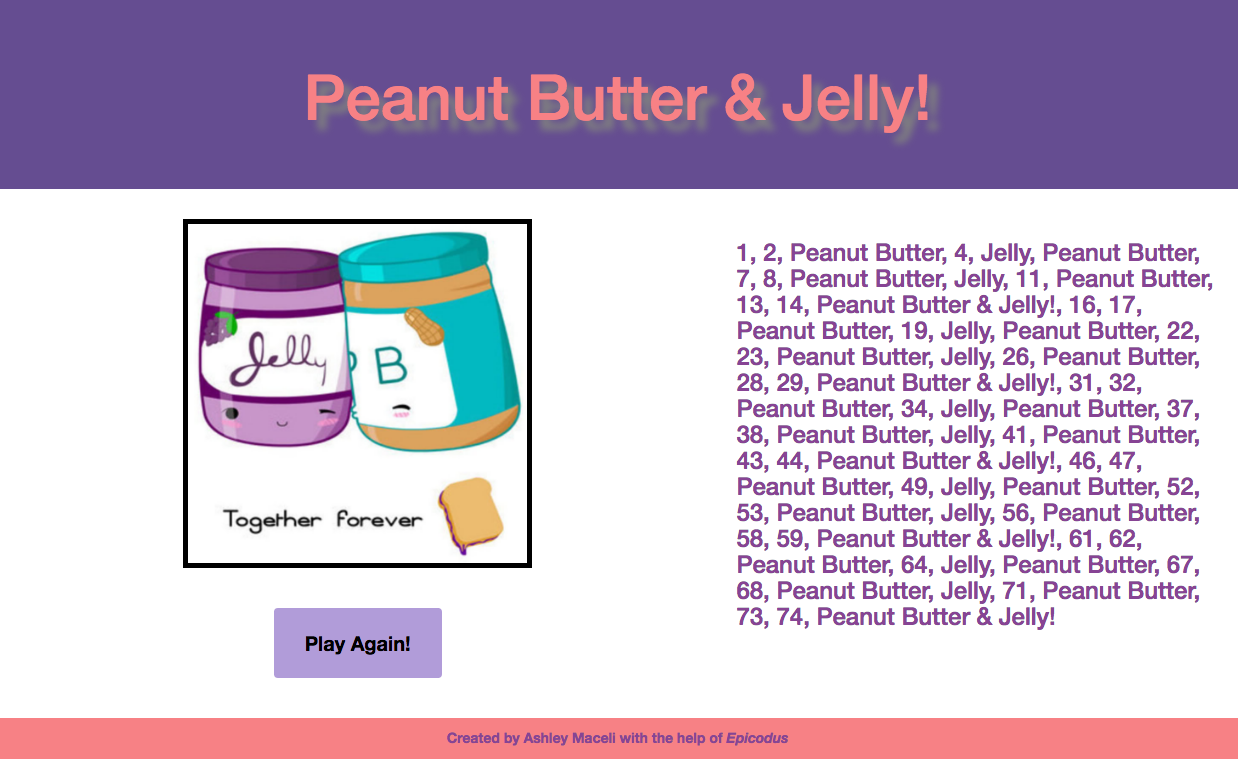 Peanut Butter & Jelly!
Jelly
B
Together forever
Play Again!
1, 2, Peanut Butter, 4, Jelly, Peanut Butter,
7, 8, Peanut Butter, Jelly, 11, Peanut Butter,
13, 14, Peanut Butter & Jelly!, 16, 17,
Peanut Butter, 19, Jelly, Peanut Butter, 22,
23, Peanut Butter, Jelly, 26, Peanut Butter,
28, 29, Peanut Butter & Jelly!, 31, 32,
Peanut Butter, 34, Jelly, Peanut Butter, 37,
38, Peanut Butter, Jelly, 41, Peanut Butter,
43, 44, Peanut Butter & Jelly!, 46, 47,
Peanut Butter, 49, Jelly, Peanut Butter, 52,
53, Peanut Butter, Jelly, 56, Peanut Butter,
58, 59, Peanut Butter & Jelly!, 61, 62,
Peanut Butter, 64, Jelly, Peanut Butter, 67,
68, Peanut Butter, Jelly, 71, Peanut Butter,
73, 74, Peanut Butter & Jelly!
Created by Ashley Maceli with the help of Epicodus